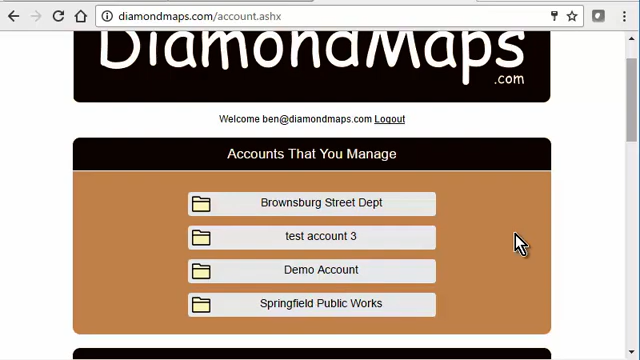 diamondmaps.com/account.ashx
DiamondMaps
.com
Welcome ben@diamondmaps.com Logout
Accounts That You Manage
Brownsburg Street Dept
test account 3
Demo Account
Springfield Public Works